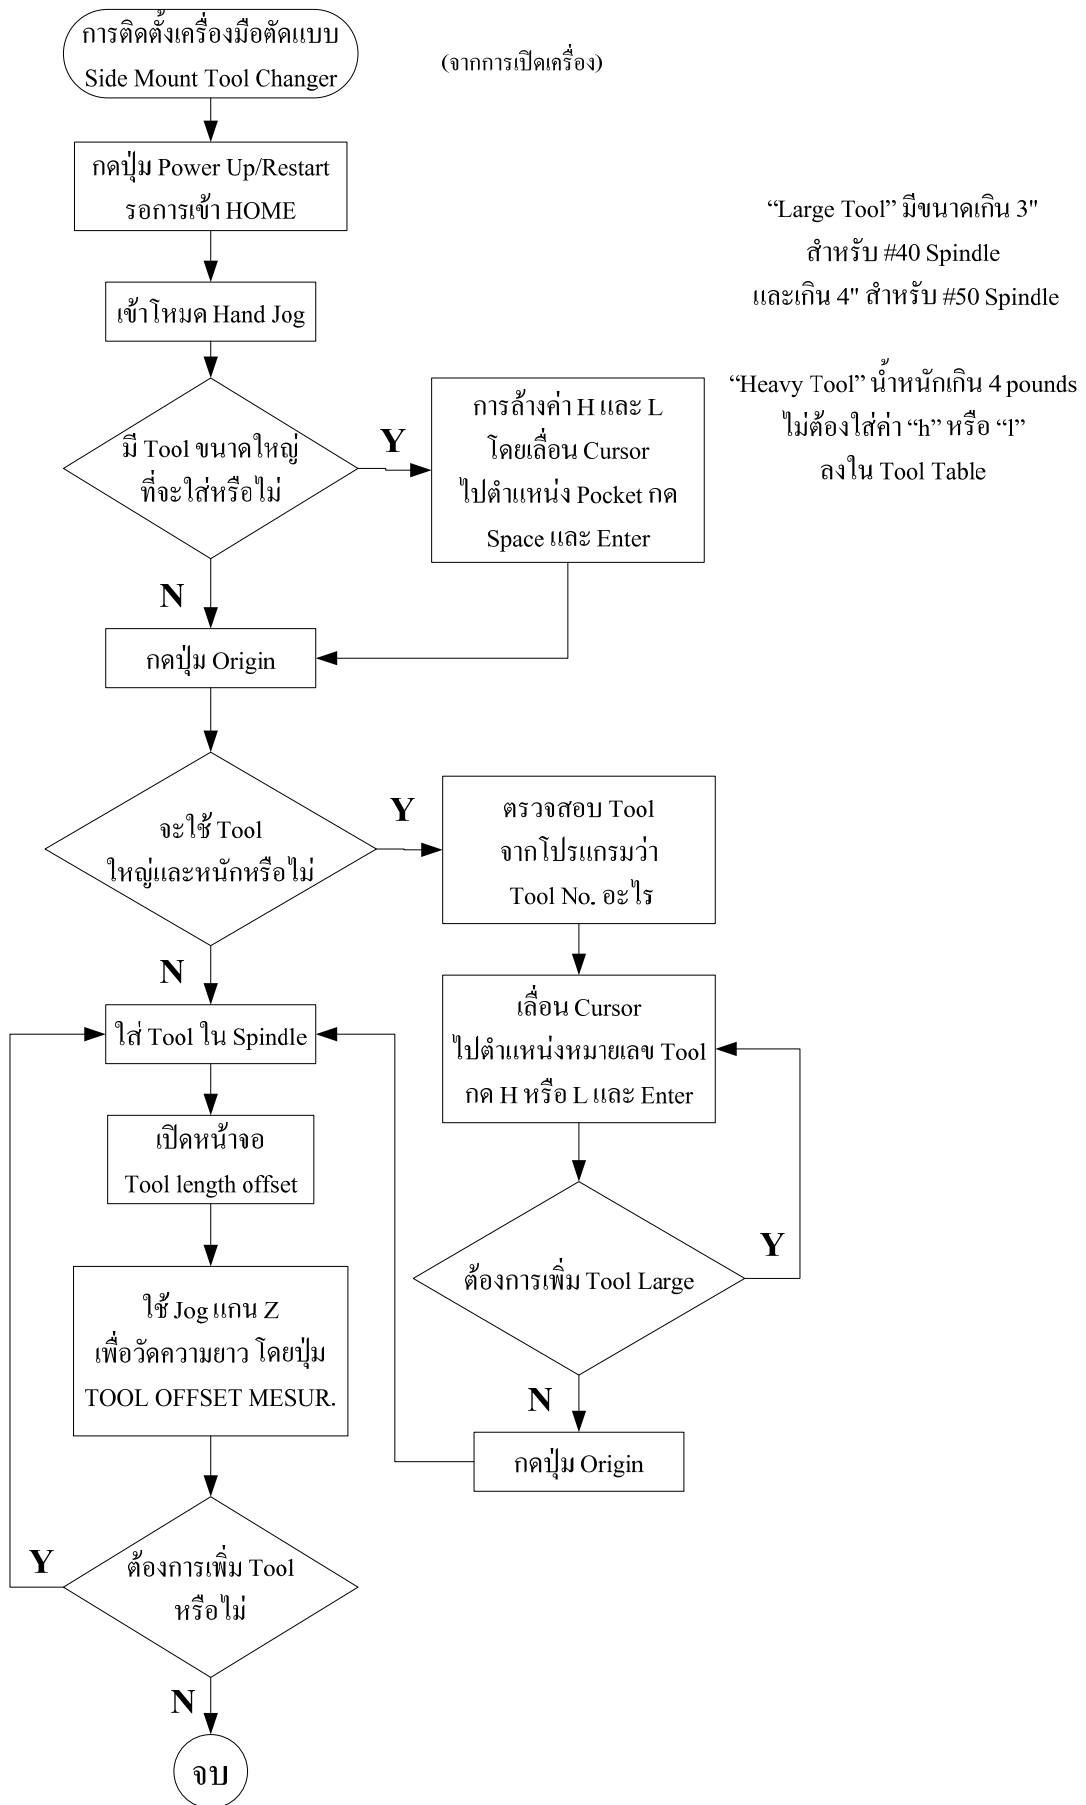 การติดตั้งเครื่องมือตัดแบบ
Side Mount Tool Changer
(จากการเปิดเครื่อง)
กดปุ่ม Power Up/Restart
รอการเข้า HOME
“Large Tool” มีขนาดเกิน 3"
สำหรับ #40 Spindle
และเกิน 4" สำหรับ #50 Spindle
เข้าโหมด Hand Jog
“Heavy Tool” น้ำหนักเกิน 4 pounds
ไม่ต้องใส่ค่า “h” หรือ “l”
ลงใน Tool Table
มี Tool ขนาดใหญ่
ที่จะใส่หรือไม่
Y
การล้างค่า H และ L
โดยเลื่อน Cursor
ไปตำแหน่ง Pocket กด
Space และ Enter
N
กดปุ่ม Origin
จะใช้ Tool
ใหญ่และหนักหรือไม่
Y
ตรวจสอบ Tool
จากโปรแกรมว่า
Tool No. อะไร
N
ใส่ Tool ใน Spindle
เลื่อน Cursor
ไปตำแหน่งหมายเลข Tool
กด H หรือ L และ Enter
เปิดหน้าจอ
Tool length offset
ต้องการเพิ่ม Tool Large
Y
ใช้ Jog แกน Z
เพื่อวัดความยาว โดยปุ่ม
TOOL OFFSET MESUR.
N
กดปุ่ม Origin
ต้องการเพิ่ม Tool
หรือไม่
Y
N
จบ